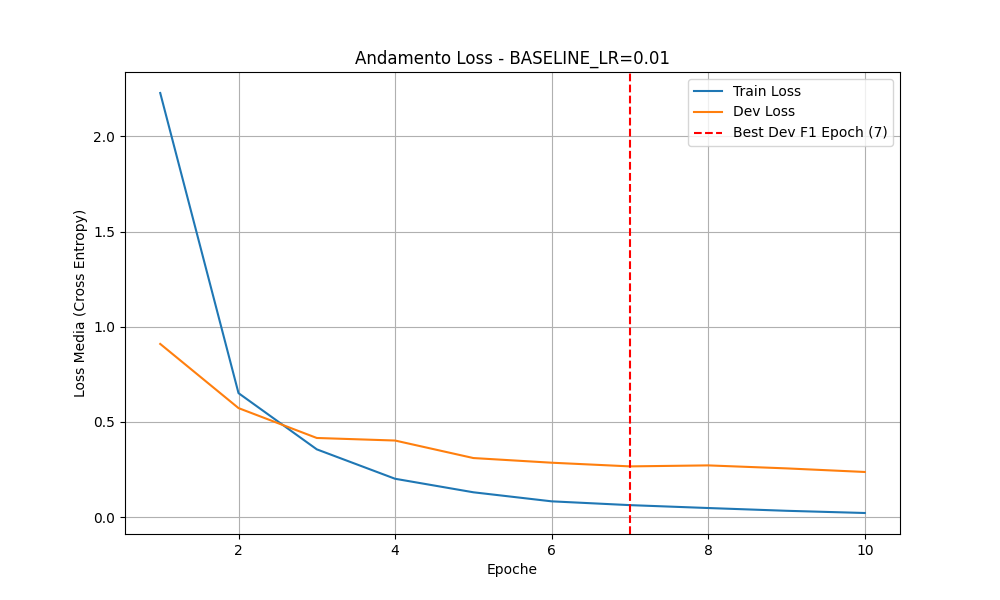 Andamento Loss - BASELINE_LR=0.01
Train Loss
Dev Loss
Best Dev F1 Epoch (7)
Loss Media (Cross Entropy)
2.0
1.5
1.0
0.5
0.0
2 4 6 8 10
Epoche